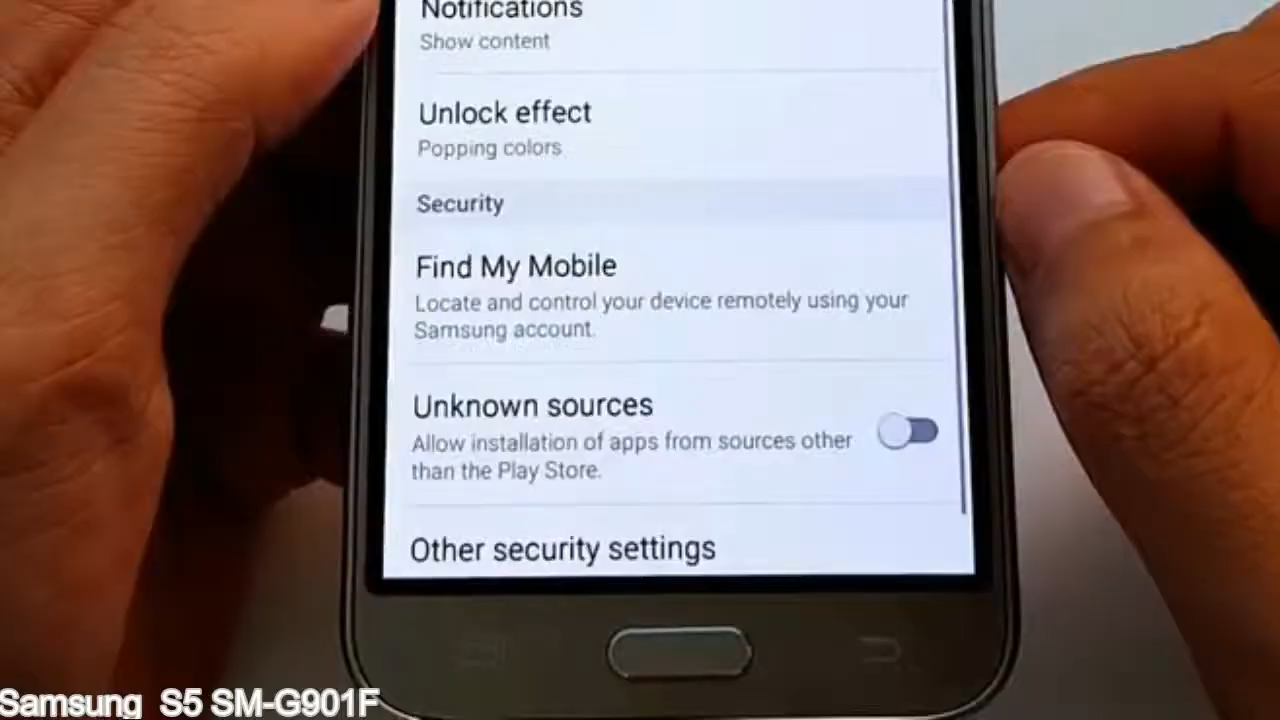 Notifications
Show content
Unlock effect
Popping colors
Security
Find My Mobile
Locate and control your device remotely using your
Samsung account.
Unknown sources
Allow installation of apps from sources other
than the Play Store.
Other security settings
Samsung S5 SM-G901F